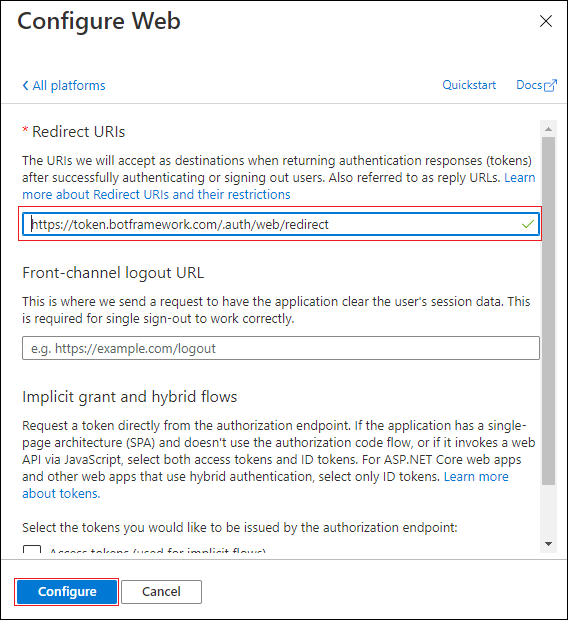 Configure Web
All platforms
Quickstart
Docs
* Redirect URIs
The URIs we will accept as destinations when returning authentication responses (tokens)
after successfully authenticating or signing out users. Also referred to as reply URLs. Learn
more about Redirect URIs and their restrictions
https://token.botframework.com/.auth/web/redirect
Front-channel logout URL
This is where we send a request to have the application clear the user's session data. This
is required for single sign-out to work correctly.
e.g. https://example.com/logout
Implicit grant and hybrid flows
Request a token directly from the authorization endpoint. If the application has a single-
page architecture (SPA) and doesn't use the authorization code flow, or if it invokes a web
API via JavaScript, select both access tokens and ID tokens. For ASP.NET Core web apps
and other web apps that use hybrid authentication, select only ID tokens. Learn more
about tokens.
Select the tokens you would like to be issued by the authorization endpoint:
Access tokens (used for implicit flows)
Configure
Cancel